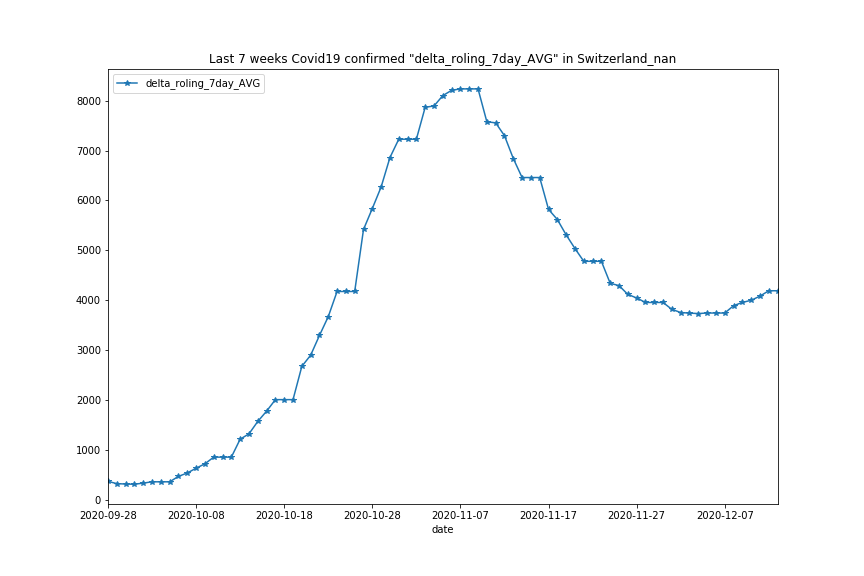 Last 7 weeks Covid19 confirmed "delta_roling_7day_AVG" in Switzerland_nan
delta_roling_7day_AVG
8000
7000
6000
5000
4000
3000
2000
1000
0
2020-09-28 2020-10-08 2020-10-18 2020-10-28 2020-11-07 2020-11-17 2020-11-27 2020-12-07
date